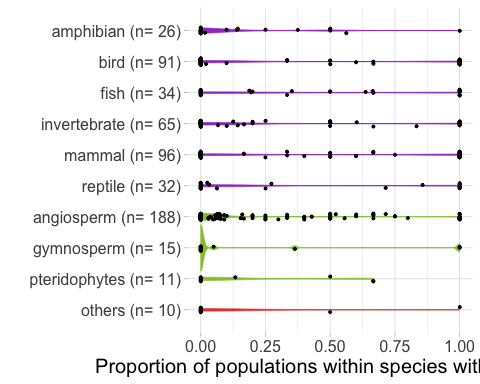 amphibian (n= 26)
bird (n= 91)
fish (n= 34)
invertebrate (n= 65)
mammal (n= 96)
reptile (n= 32)
angiosperm (n= 188)
gymnosperm (n= 15)
pteridophytes (n= 11)
others (n= 10)
0.00 0.25 0.50 0.75 1.00
Proportion of populations within species